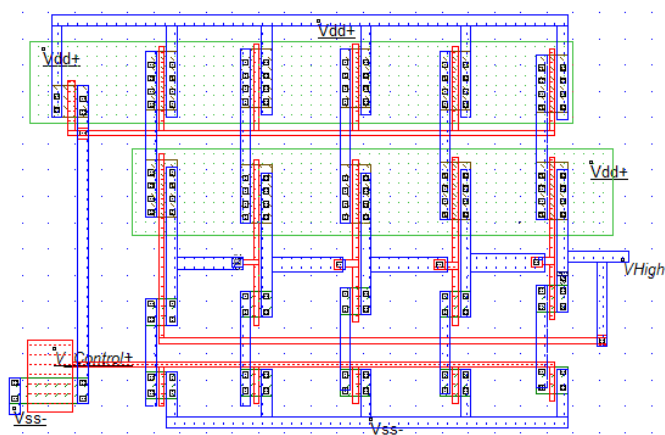 Vdd+
Vdd+
Vdd+
VHigh
V_Control+
Vss-
Vss-